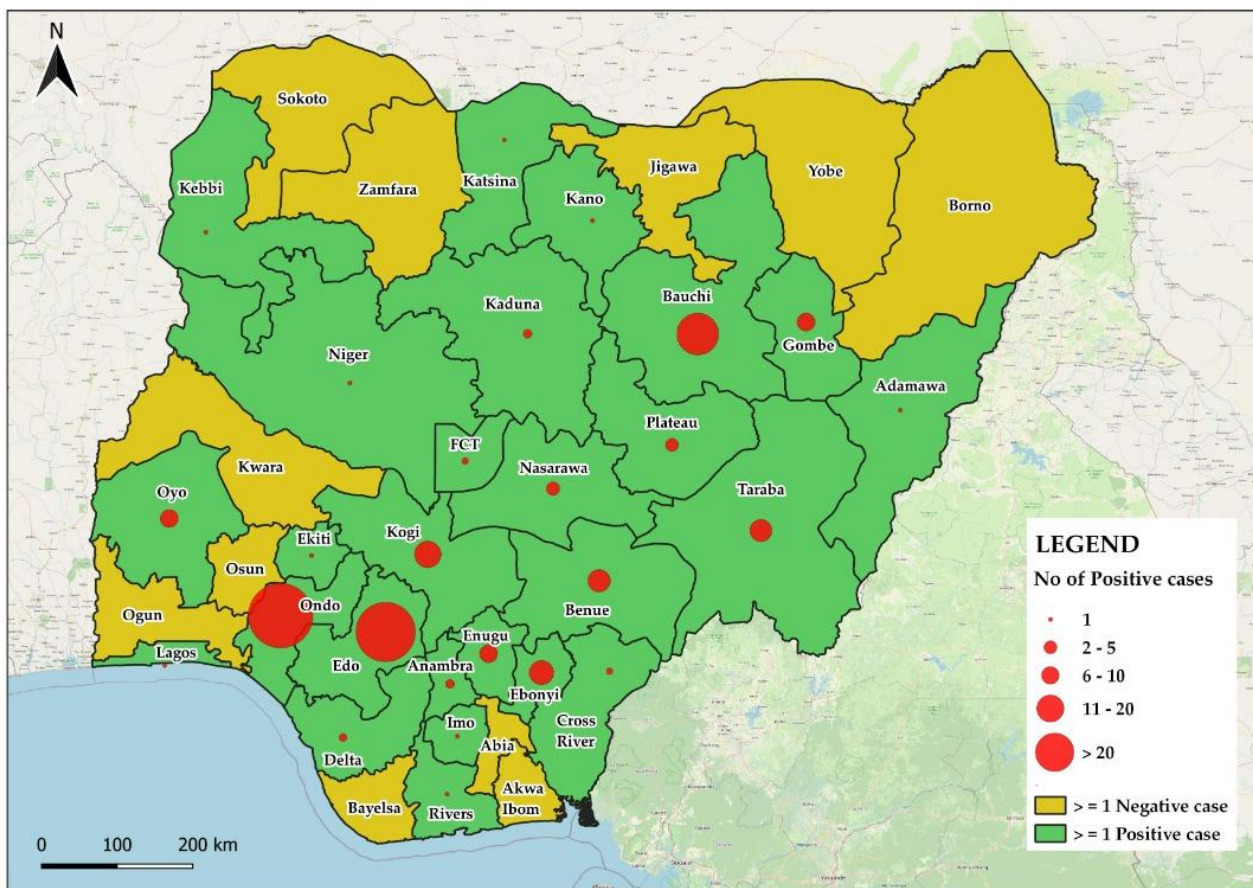 N
Sokoto
Kebbi
Zamfara
Katsina
Kano
Jigawa
Yobe
Borno
Kaduna
Bauchi
Gombe
Niger
Adamawa
Plateau
FCT
Nasarawa
Kwara
Taraba
Oyo
Kogi
Ekiti
Osun
Ondo
Ogun
Benue
Lagos
Edo
Enugu
Anambra
Ebonyi
Imo
Cross
River
Abia
Delta
Akwa
Ibom
Bayelsa
Rivers
LEGEND
No of Positive cases
1
2 - 5
6 - 10
11 - 20
> 20
> = 1 Negative case
> = 1 Positive case
0 100 200 km